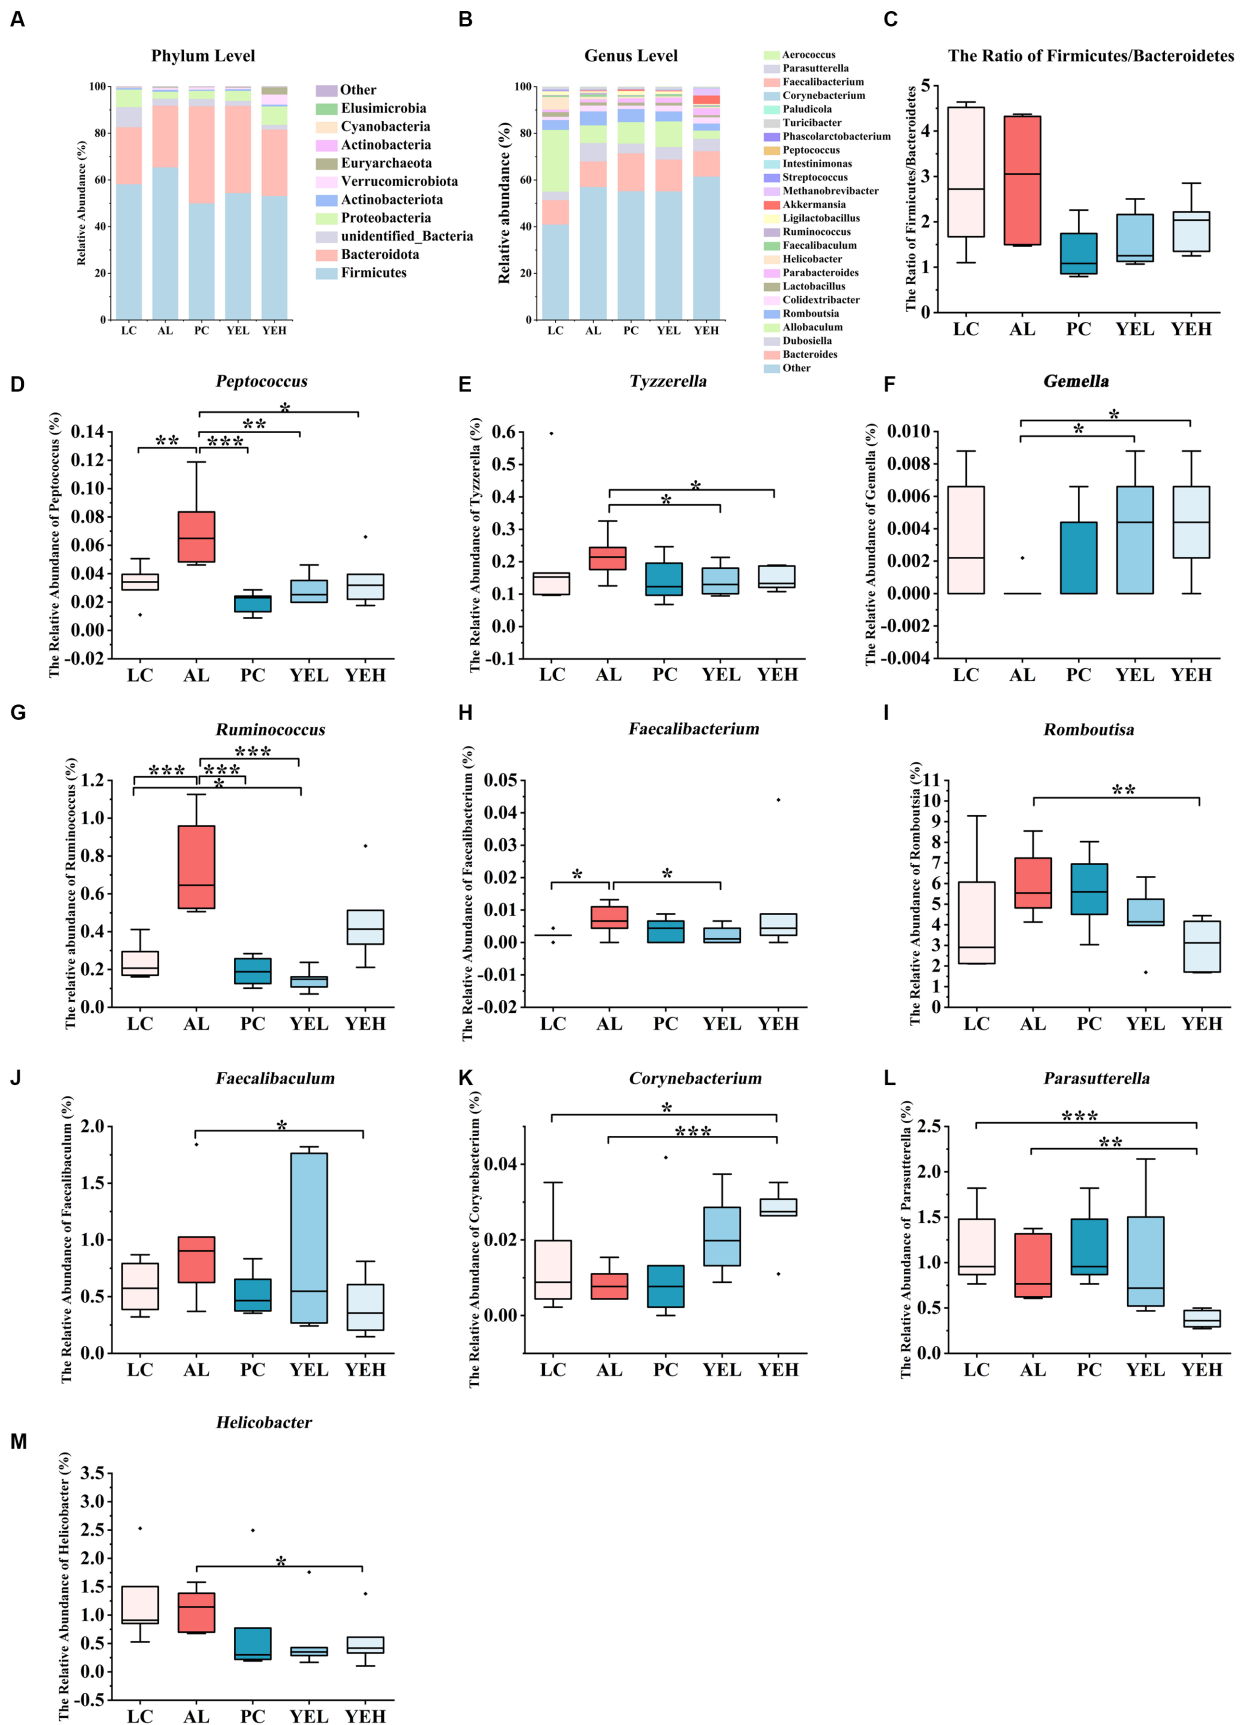 A
B
C
Phylum Level
Genus Level
The Ratio of Firmicutes/Bacteroidetes
Relative Abundance (%)
100
80
60
40
20
0
LC AL PC YEL YEH
Other
Elusimicrobia
Cyanobacteria
Actinobacteria
Euryarchaeota
Verrucomicrobiota
Actinobacteriota
Proteobacteria
unidentified_Bacteria
Bacteroidota
Firmicutes
Relative abundance (%)
100
80
60
40
20
0
LC AL PC YEL YEH
Aerococcus
Parasutterella
Faecalibacterium
Corynebacterium
Paludicola
Turicibacter
Phascolarctobacterium
Peptococcus
Intestinimonas
Streptococcus
Methanobrevibacter
Akkermansia
Ligilactobacillus
Ruminococcus
Faecalibaculum
Helicobacter
Parabacteroides
Lactobacillus
Colidextribacter
Romboutsia
Allobaculum
Dubosiella
Bacteroides
Other
The Ratio of Firmicutes/Bacteroidetes
5
4
3
2
1
0
LC AL PC YEL YEH
D
Peptococcus
The Relative Abundance of Peptococcus (%)
0.14
0.12
0.10
0.08
0.06
0.04
0.02
0.00
-0.02
** *** ** *
LC AL PC YEL YEH
E
Tyzzerella
The Relative Abundance of Tyzzerella (%)
0.6
0.5
0.4
0.3
0.2
0.1
0.0
-0.1
* *
LC AL PC YEL YEH
F
Gemella
The Relative Abundance of Gemella (%)
0.010
0.008
0.006
0.004
0.002
0.000
-0.002
-0.004
* *
LC AL PC YEL YEH
G
Ruminococcus
The relative abundance of Ruminococcus (%)
1.2
1.0
0.8
0.6
0.4
0.2
0.0
*** *** *** *
LC AL PC YEL YEH
H
Faecalibacterium
The Relative Abundance of Faecalibacterium (%)
0.05
0.04
0.03
0.02
0.01
0.00
-0.01
-0.02
* *
LC AL PC YEL YEH
I
Romboutisa
The Relative Abundance of Romboutsia (%)
11
10
9
8
7
6
5
4
3
2
1
0
**
LC AL PC YEL YEH
J
Faecalibaculum
The Relative Abundance of Faecalibaculum (%)
2.0
1.5
1.0
0.5
0.0
*
LC AL PC YEL YEH
K
Corynebacterium
The Relative Abundance of Corynebacterium (%)
0.04
0.02
0.00
*
***
LC AL PC YEL YEH
L
Parasutterella
The Relative Abundance of Parasutterella (%)
2.5
2.0
1.5
1.0
0.5
0.0
***
**
LC AL PC YEL YEH
M
Helicobacter
The Relative Abundance of Helicobacter (%)
3.5
3.0
2.5
2.0
1.5
1.0
0.5
0.0
-0.5
*
LC AL PC YEL YEH